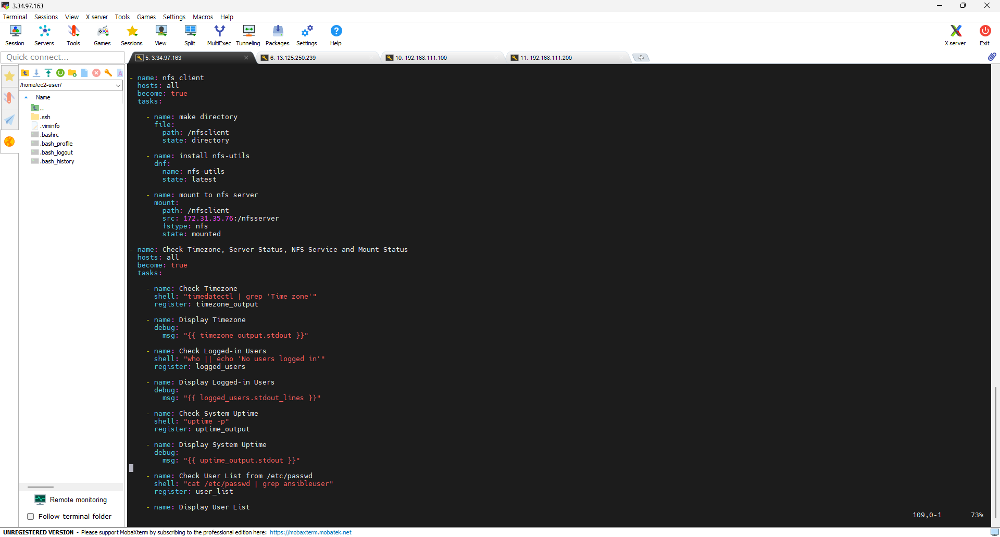 3.34.97.163
Terminal Sessions View X server Tools Games Settings Macros Help
Session Servers Tools Games Sessions View Split MultiExec Tunneling Packages Settings Help X server Exit
Quick connect...
5. 3.34.97.163
6. 13.125.250.239
10. 192.168.111.100
11. 192.168.111.200
/home/ec2-user/
Name
..
.ssh
.viminfo
.bashrc
.bash_profile
.bash_logout
.bash_history
Remote monitoring
Follow terminal folder
- name: nfs client
  hosts: all
  become: true
  tasks:

    - name: make directory
      file:
        path: /nfsclient
        state: directory

    - name: install nfs-utils
      dnf:
        name: nfs-utils
        state: latest

    - name: mount to nfs server
      mount:
        path: /nfsclient
        src: 172.31.35.76:/nfsserver
        fstype: nfs
        state: mounted

- name: Check Timezone, Server Status, NFS Service and Mount Status
  hosts: all
  become: true
  tasks:

    - name: Check Timezone
      shell: "timedatectl | grep 'Time zone'"
      register: timezone_output

    - name: Display Timezone
      debug:
        msg: "{{ timezone_output.stdout }}"

    - name: Check Logged-in Users
      shell: "who || echo 'No users logged in'"
      register: logged_users

    - name: Display Logged-in Users
      debug:
        msg: "{{ logged_users.stdout_lines }}"

    - name: Check System Uptime
      shell: "uptime -p"
      register: uptime_output

    - name: Display System Uptime
      debug:
        msg: "{{ uptime_output.stdout }}"

    - name: Check User List from /etc/passwd
      shell: "cat /etc/passwd | grep ansibleuser"
      register: user_list

    - name: Display User List
109,0-1 73%
UNREGISTERED VERSION - Please support MobaXterm by subscribing to the professional edition here: https://mobaxterm.mobatek.net